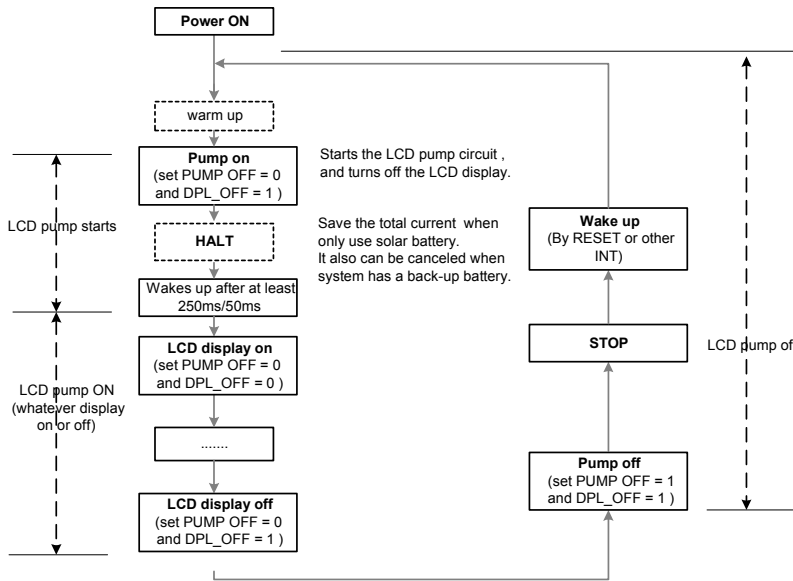 Power ON
warm up
Pump on
(set PUMP OFF = 0
and DPL_OFF = 1 )
Starts the LCD pump circuit ,
and turns off the LCD display.
LCD pump starts
HALT
Save the total current when
only use solar battery.
It also can be canceled when
system has a back-up battery.
Wakes up after at least
250ms/50ms
LCD display on
(set PUMP OFF = 0
and DPL_OFF = 0 )
LCD pump ON
(whatever display
on or off)
.......
LCD display off
(set PUMP OFF = 0
and DPL_OFF = 1 )
Wake up
(By RESET or other
INT)
STOP
LCD pump of
Pump off
(set PUMP OFF = 1
and DPL_OFF = 1 )